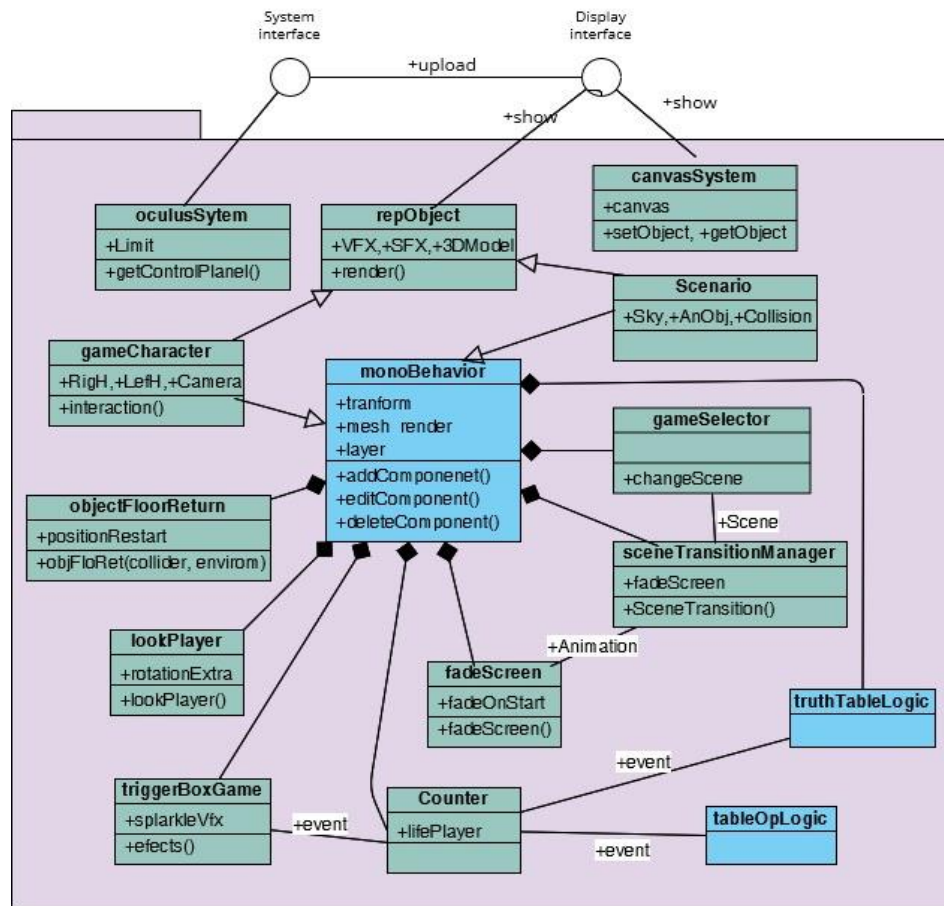 System
interface
Display
interface
+upload
+show
+show
canvasSystem
+canvas
+setObject, +getObject
oculusSytem
+Limit
+getControlPanel()
repObject
+VFX,+SFX,+3DModel
+render()
Scenario
+Sky,+AnObj,+Collision
gameCharacter
+RigH,+LefH,+Camera
+interaction()
monoBehavior
+tranform
+mesh render
+layer
+addComponenet()
+editComponent()
+deleteComponent()
gameSelector
+changeScene
+Scene
objectFloorReturn
+positionRestart
+objFloRet(collider, envirom)
sceneTransitionManager
+fadeScreen
+SceneTransition()
lookPlayer
+rotationExtra
+lookPlayer()
+Animation
fadeScreen
+fadeOnStart
+fadeScreen()
truthTableLogic
+event
triggerBoxGame
+splarkleVfx
+efects()
+event
Counter
+lifePlayer
tableOpLogic
+event